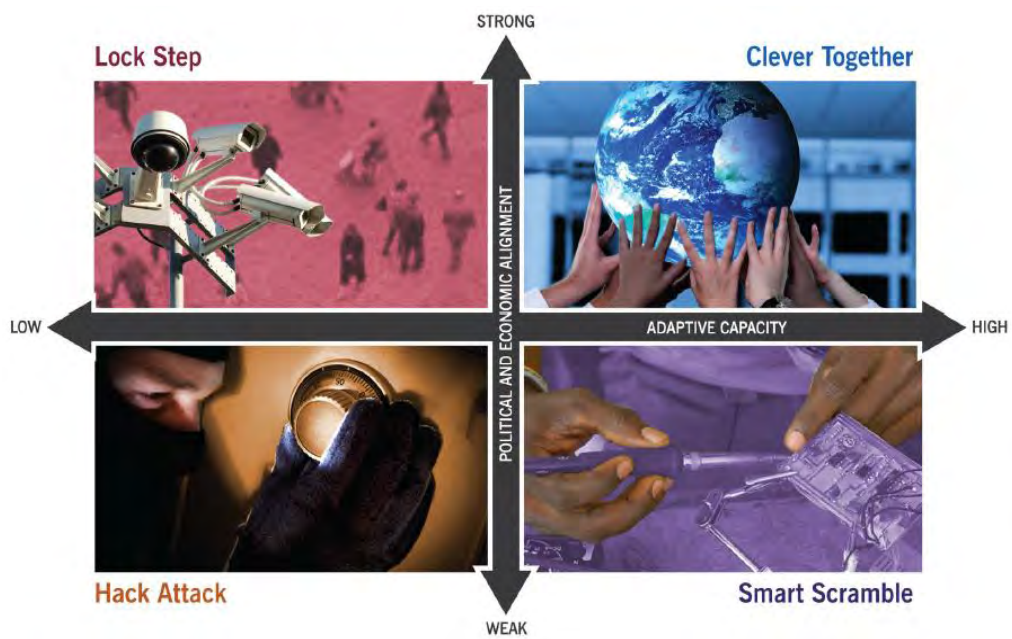 STRONG
Lock Step
Clever Together
POLITICAL AND ECONOMIC ALIGNMENT
LOW
ADAPTIVE CAPACITY
HIGH
Hack Attack
Smart Scramble
WEAK